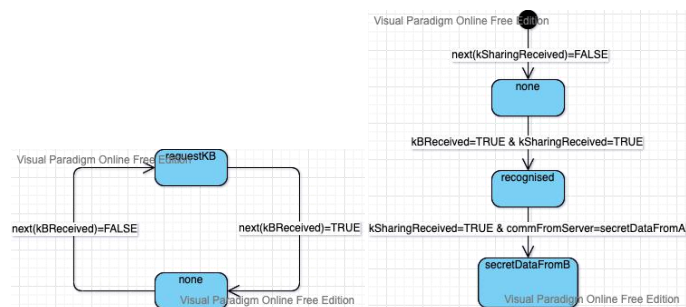 Visual Paradigm Online Free Edition
requestKB
next(kBReceived)=FALSE
next(kBReceived)=TRUE
none
Visual Paradigm Online Free Edition
Visual Paradigm Online Free Edition
next(kSharingReceived)=FALSE
none
kBReceived=TRUE & kSharingReceived=TRUE
recognised
kSharingReceived=TRUE & commFromServer=secretDataFromA
secretDataFromB
Visual Paradigm Online Free Edition